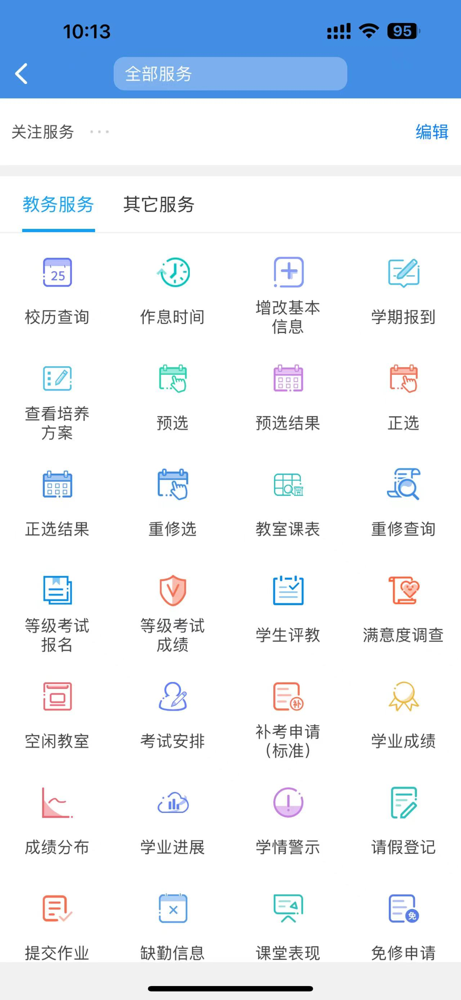 10:13
95
全部服务
关注服务 ···
编辑
教务服务 其它服务
25
校历查询
作息时间
增改基本
信息
学期报到
查看培养
方案
预选
预选结果
正选
正选结果
重修选
教室课表
重修查询
等级考试
报名
等级考试
成绩
学生评教
满意度调查
空闲教室
考试安排
补
补考申请
（标准）
学业成绩
成绩分布
学业进展
学情警示
请假登记
提交作业
缺勤信息
课堂表现
免
免修申请